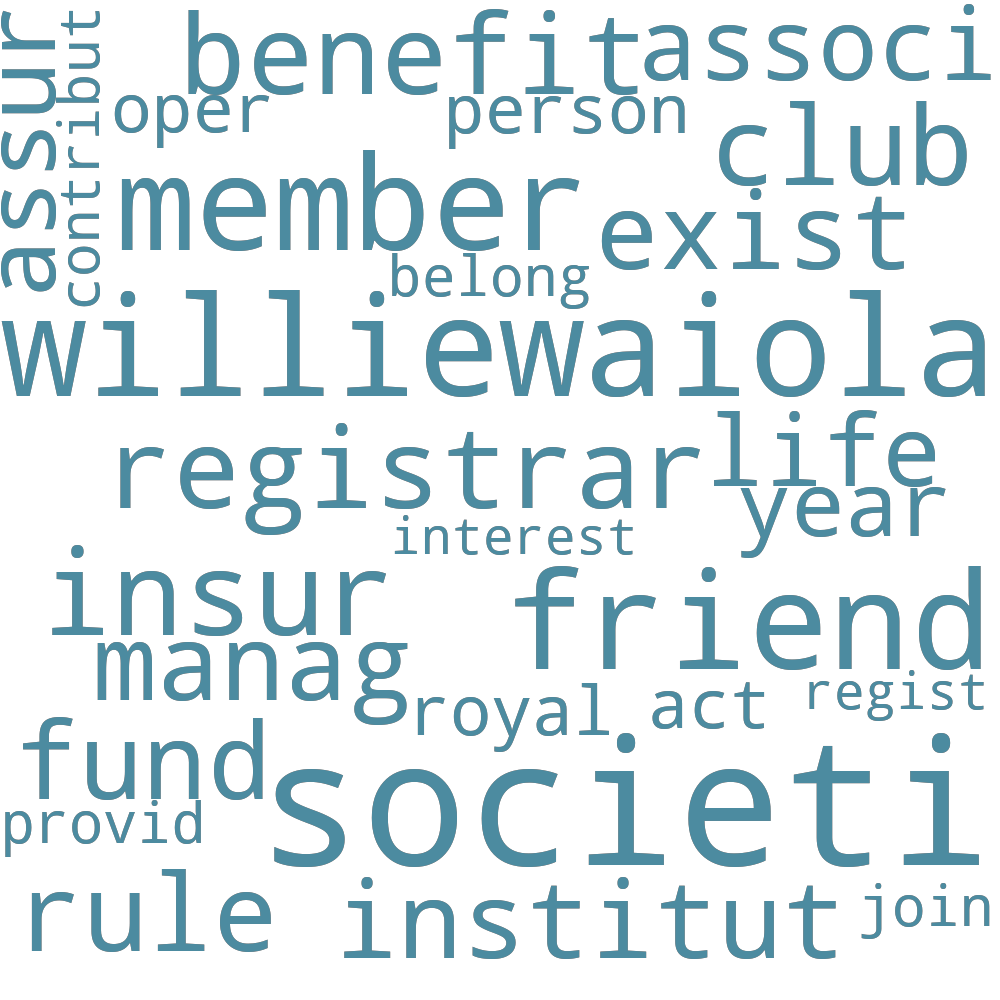 assur
contribut
benefit
associ
oper
person
club
member
exist
belong
williewaiola
life
registrar
year
interest
insur
friend
manag
royal
act
regist
fund
societi
provid
rule
institut
join